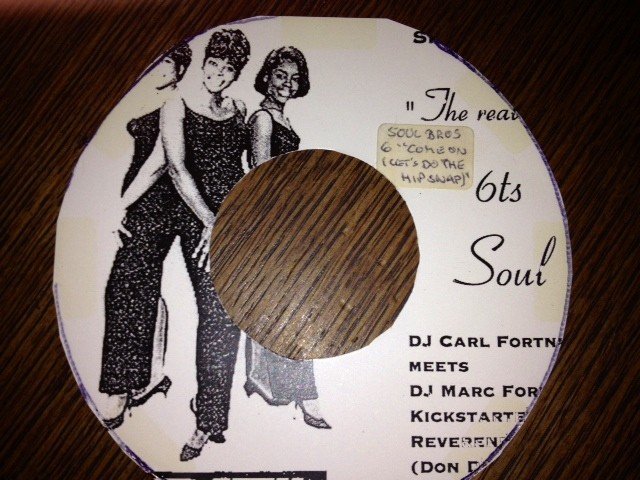 " The real
SOUL BROS
6 "COME ON
(LET'S DO THE
HIP SNAP)"
6ts
Soul
DJ CARL FORTN
MEETS
DJ MARC FOR
KICKSTARTE
REVEREN
(DON D